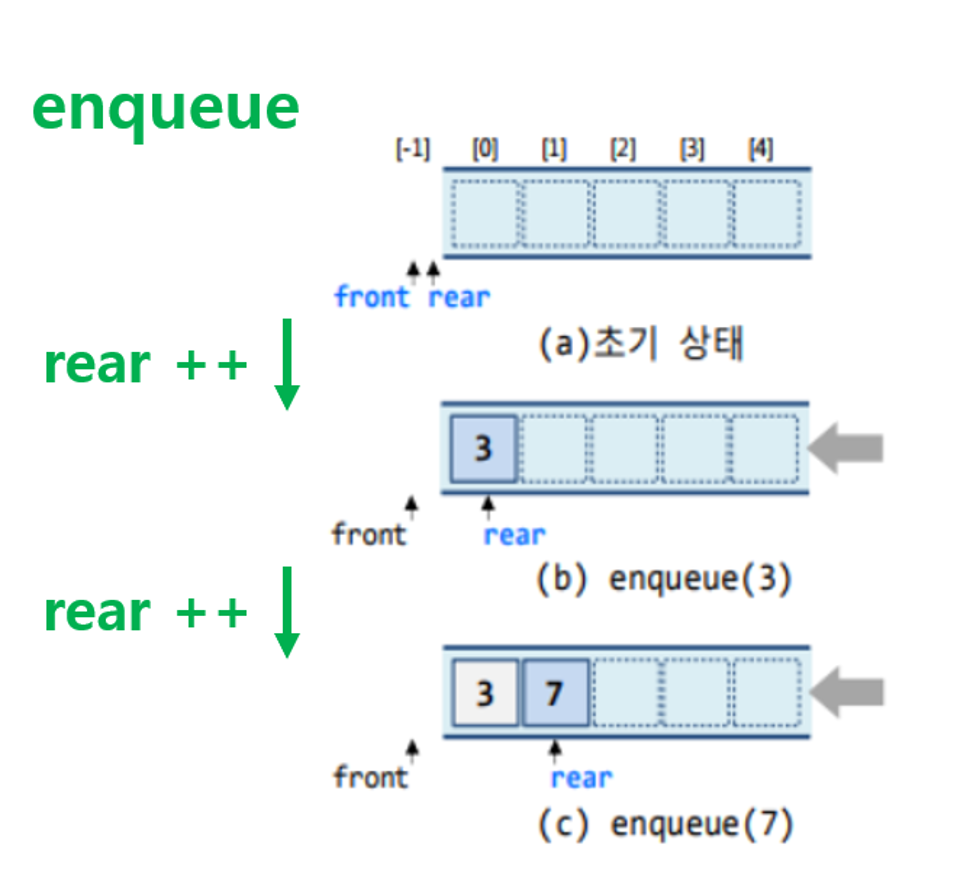 enqueue
[-1] [0] [1] [2] [3] [4]
front rear
(a)초기 상태
rear ++
3
front rear
(b) enqueue(3)
rear ++
3 7
front rear
(c) enqueue(7)